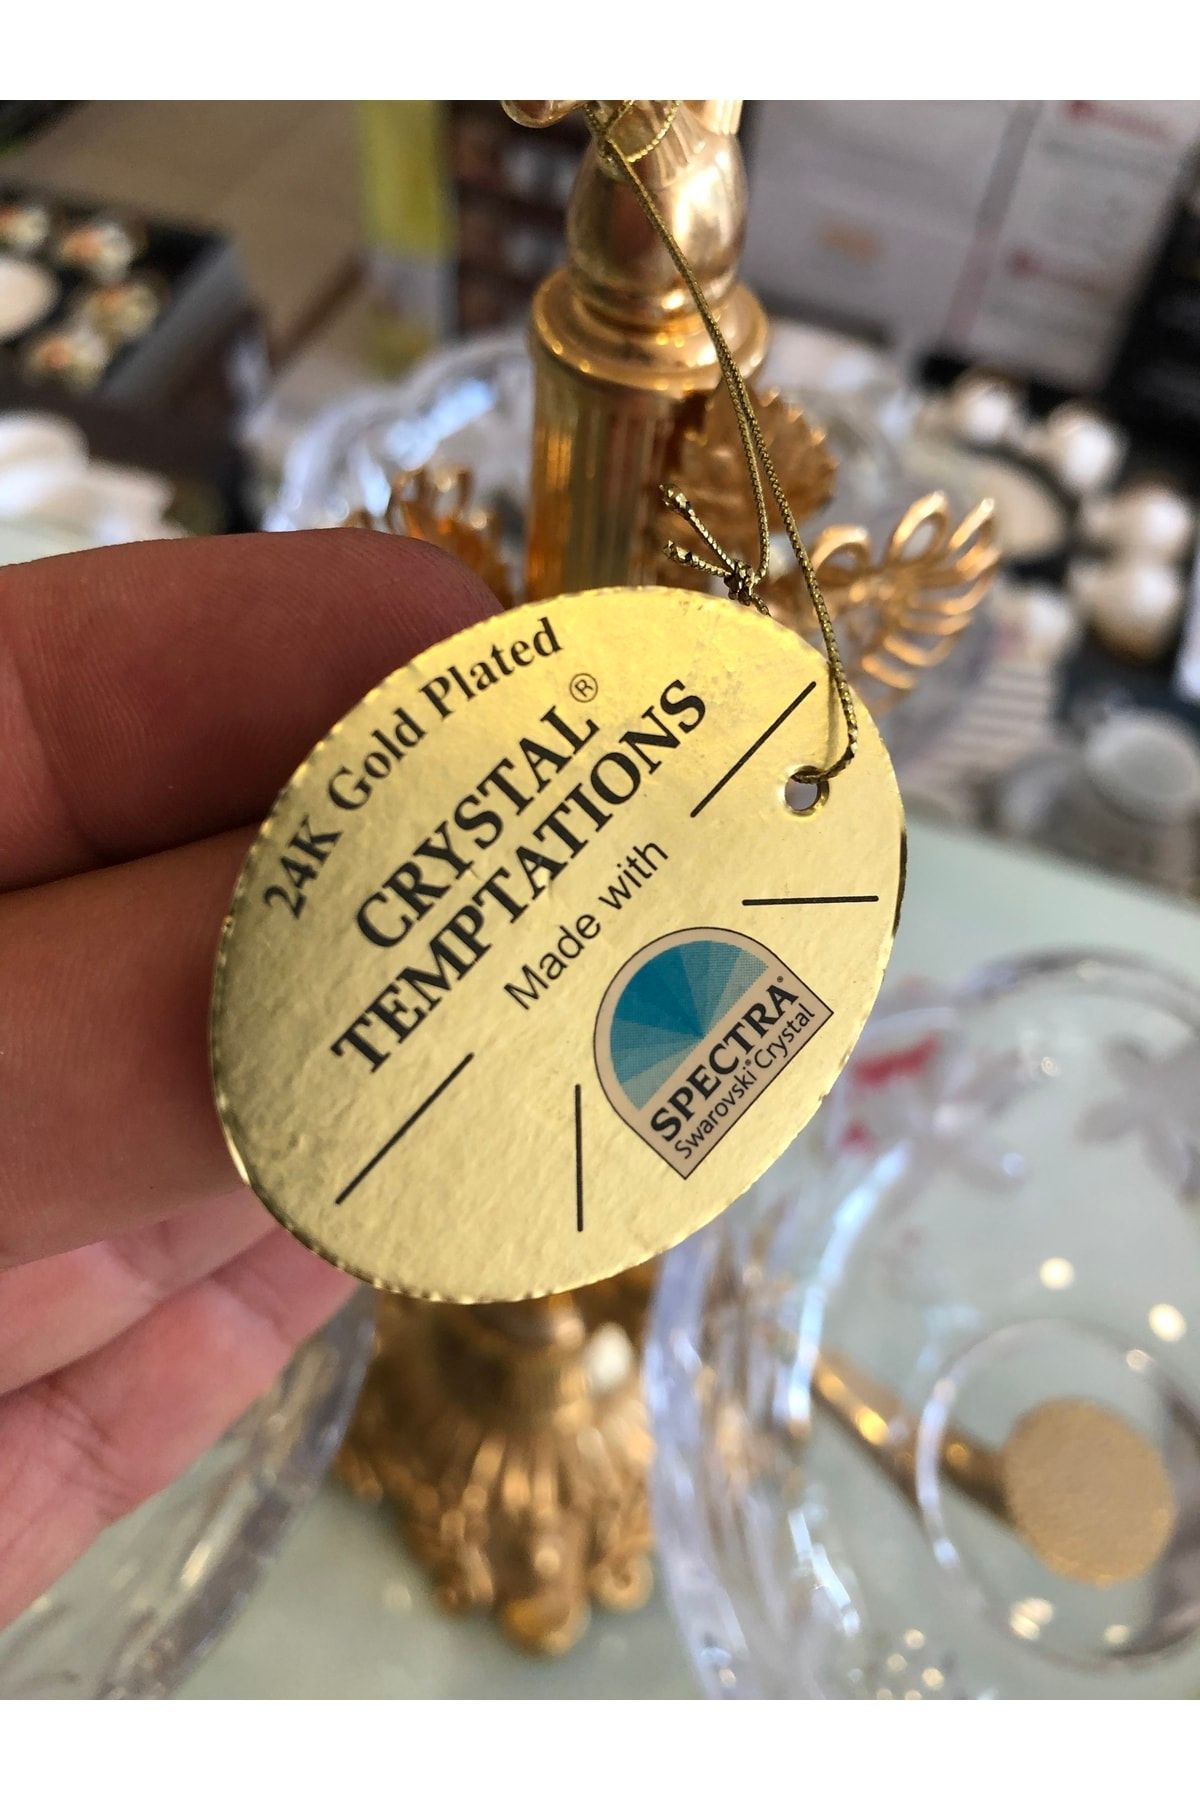 24K Gold Plated
CRYSTAL®
TEMPTATIONS
Made with
SPECTRA®
Swarovski® Crystal